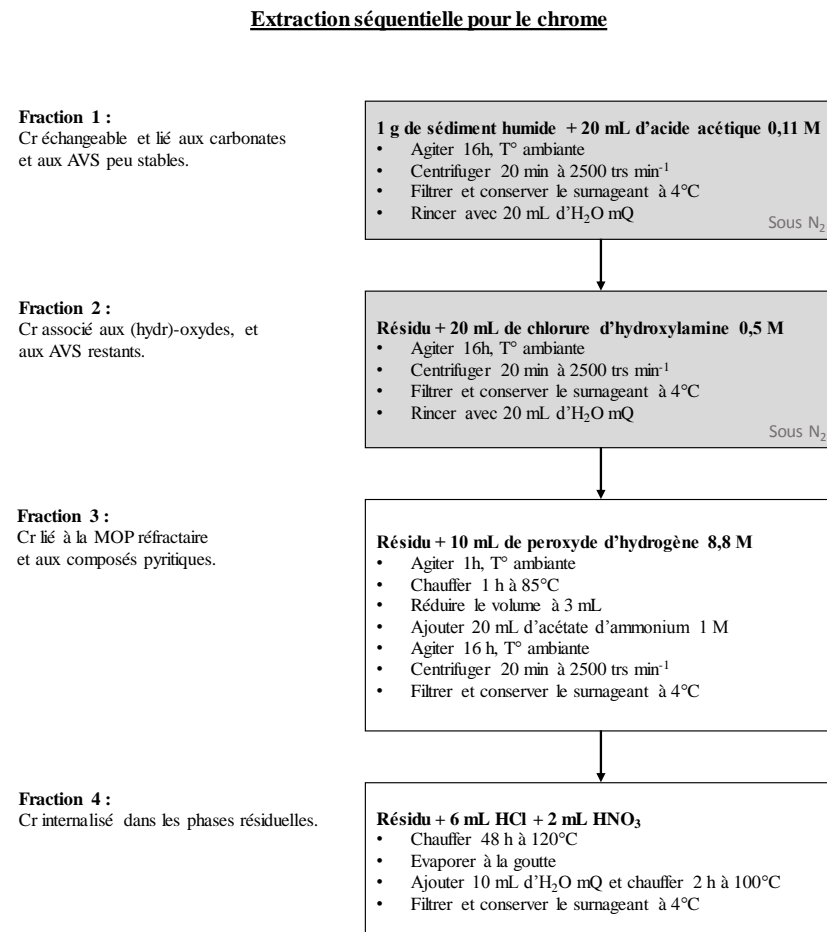 Extraction séquentielle pour le chrome
Fraction 1 :
Cr échangeable et lié aux carbonates
et aux AVS peu stables.
1 g de sédiment humide + 20 mL d'acide acétique 0,11 M
• Agiter 16h, T° ambiante
• Centrifuger 20 min à 2500 trs min⁻¹
• Filtrer et conserver le surnageant à 4°C
• Rincer avec 20 mL d'H₂O mQ
Sous N₂
Fraction 2 :
Cr associé aux (hydr)-oxydes, et
aux AVS restants.
Résidu + 20 mL de chlorure d'hydroxylamine 0,5 M
• Agiter 16h, T° ambiante
• Centrifuger 20 min à 2500 trs min⁻¹
• Filtrer et conserver le surnageant à 4°C
• Rincer avec 20 mL d'H₂O mQ
Sous N₂
Fraction 3 :
Cr lié à la MOP réfractaire
et aux composés pyritiques.
Résidu + 10 mL de peroxyde d'hydrogène 8,8 M
• Agiter 1h, T° ambiante
• Chauffer 1 h à 85°C
• Réduire le volume à 3 mL
• Ajouter 20 mL d'acétate d'ammonium 1 M
• Agiter 16 h, T° ambiante
• Centrifuger 20 min à 2500 trs min⁻¹
• Filtrer et conserver le surnageant à 4°C
Fraction 4 :
Cr internalisé dans les phases résiduelles.
Résidu + 6 mL HCl + 2 mL HNO₃
• Chauffer 48 h à 120°C
• Evaporer à la goutte
• Ajouter 10 mL d'H₂O mQ et chauffer 2 h à 100°C
• Filtrer et conserver le surnageant à 4°C